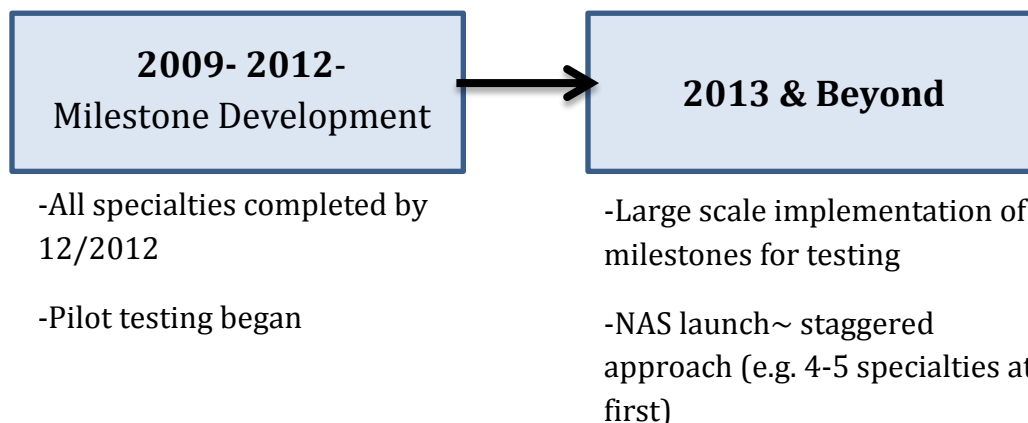 2009- 2012-
Milestone Development
2013 & Beyond
-All specialties completed by
12/2012
-Pilot testing began
-Large scale implementation of
milestones for testing
-NAS launch~ staggered
approach (e.g. 4-5 specialties at
first)